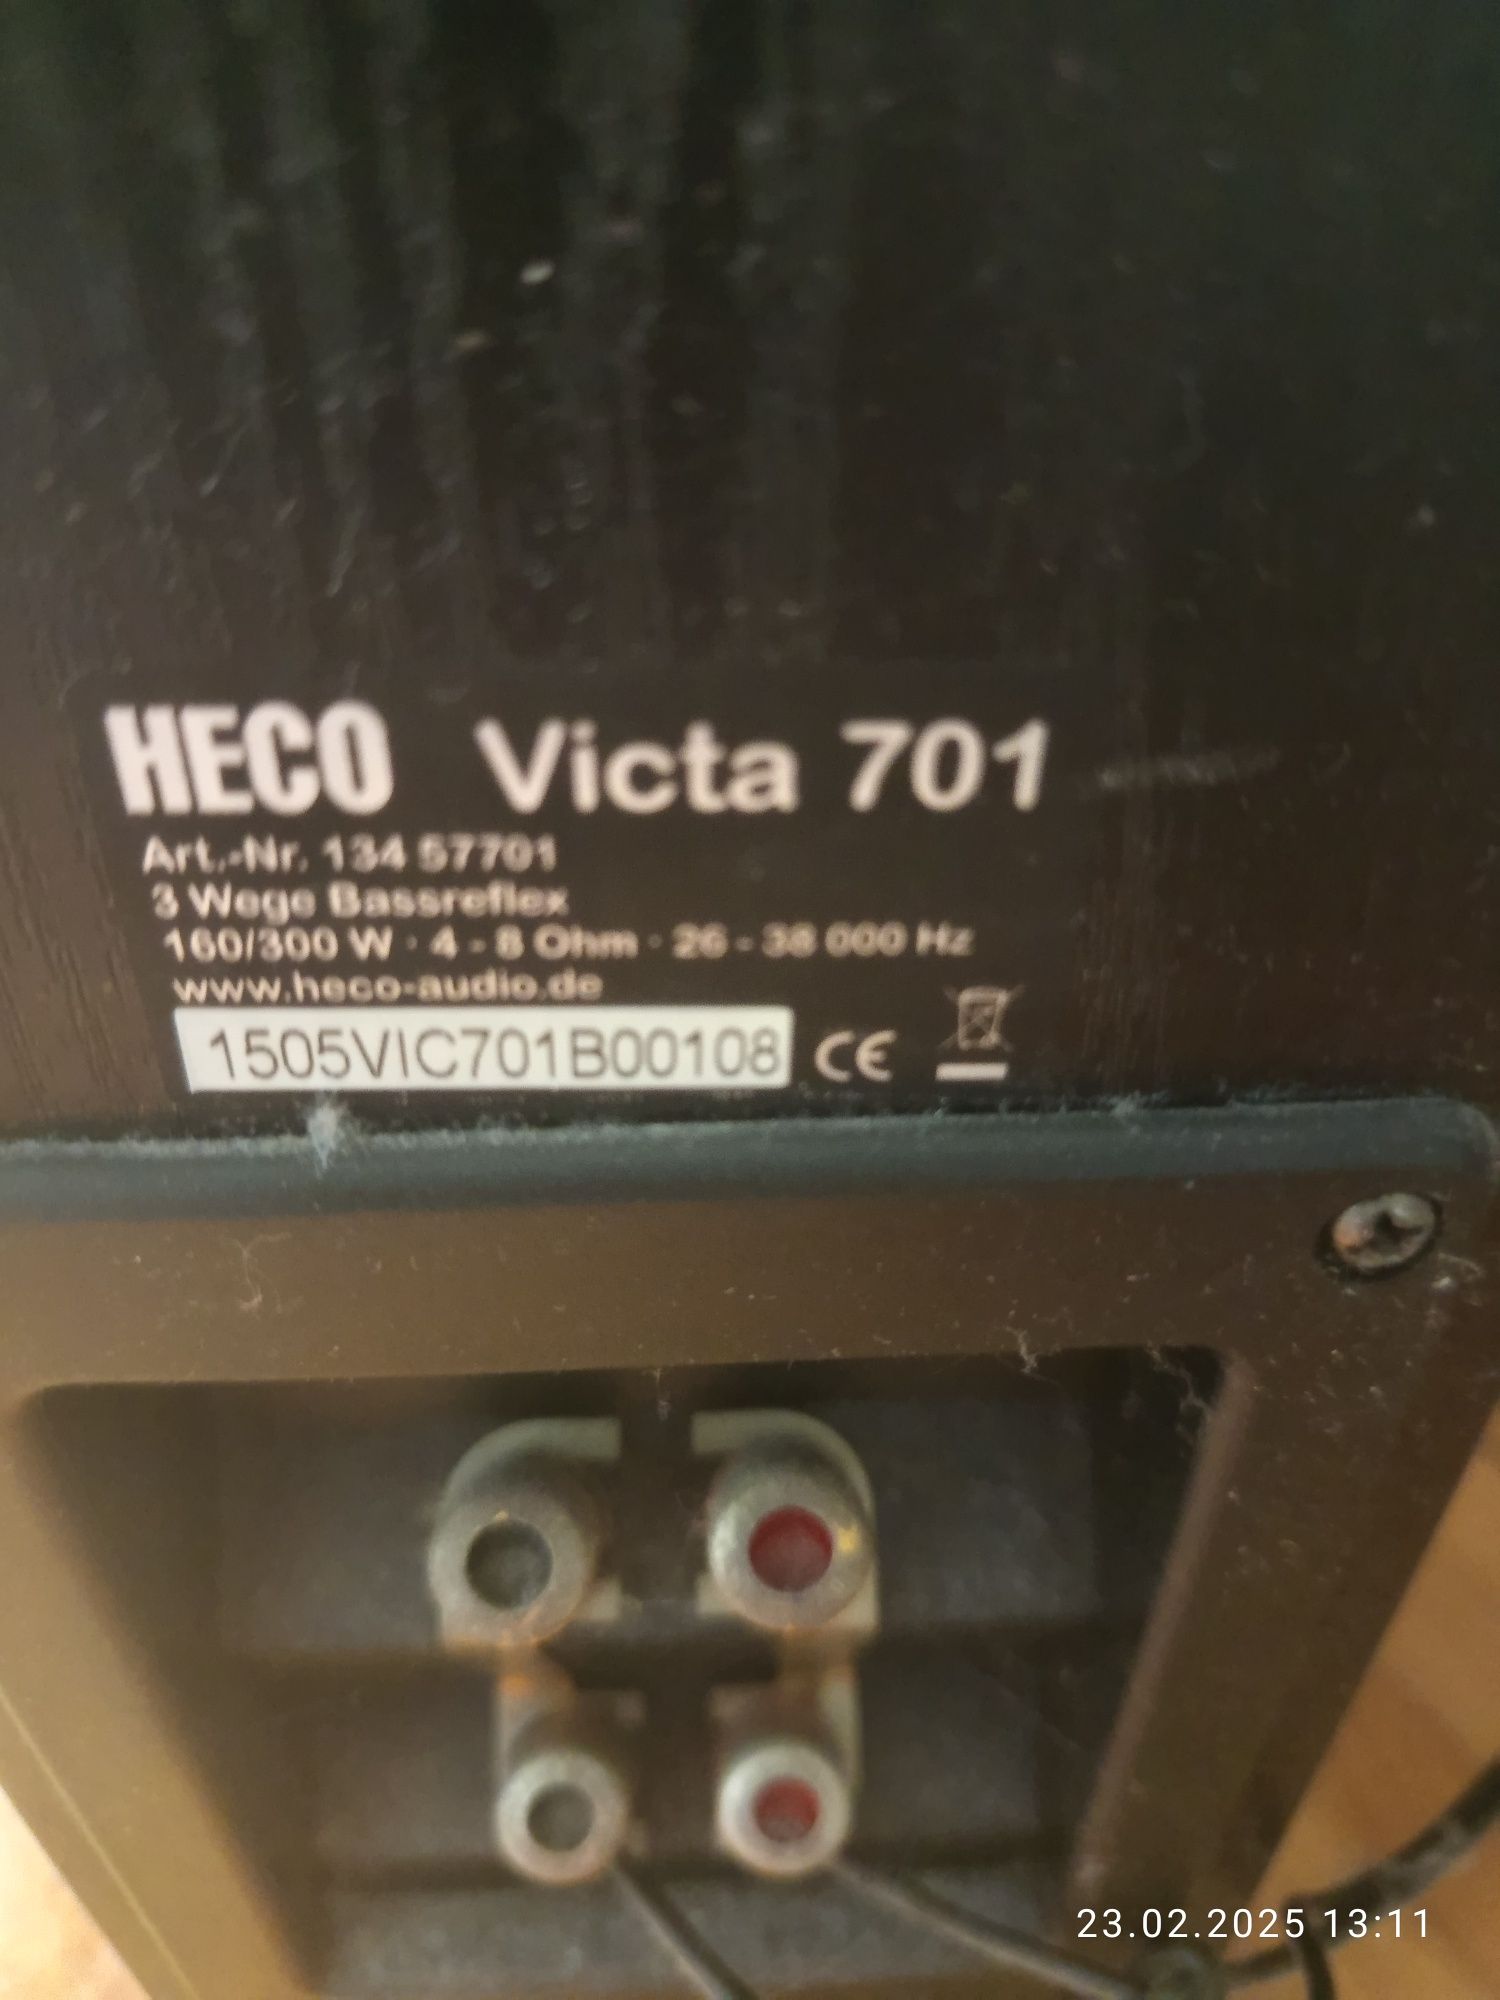 HECO Victa 701
Art.-Nr. 134 57701
3 Wege Bassreflex
160/300 W · 4 - 8 Ohm · 26 - 38 000 Hz
www.heco-audio.de
1505VIC701B00108 CE
23.02.2025 13:11